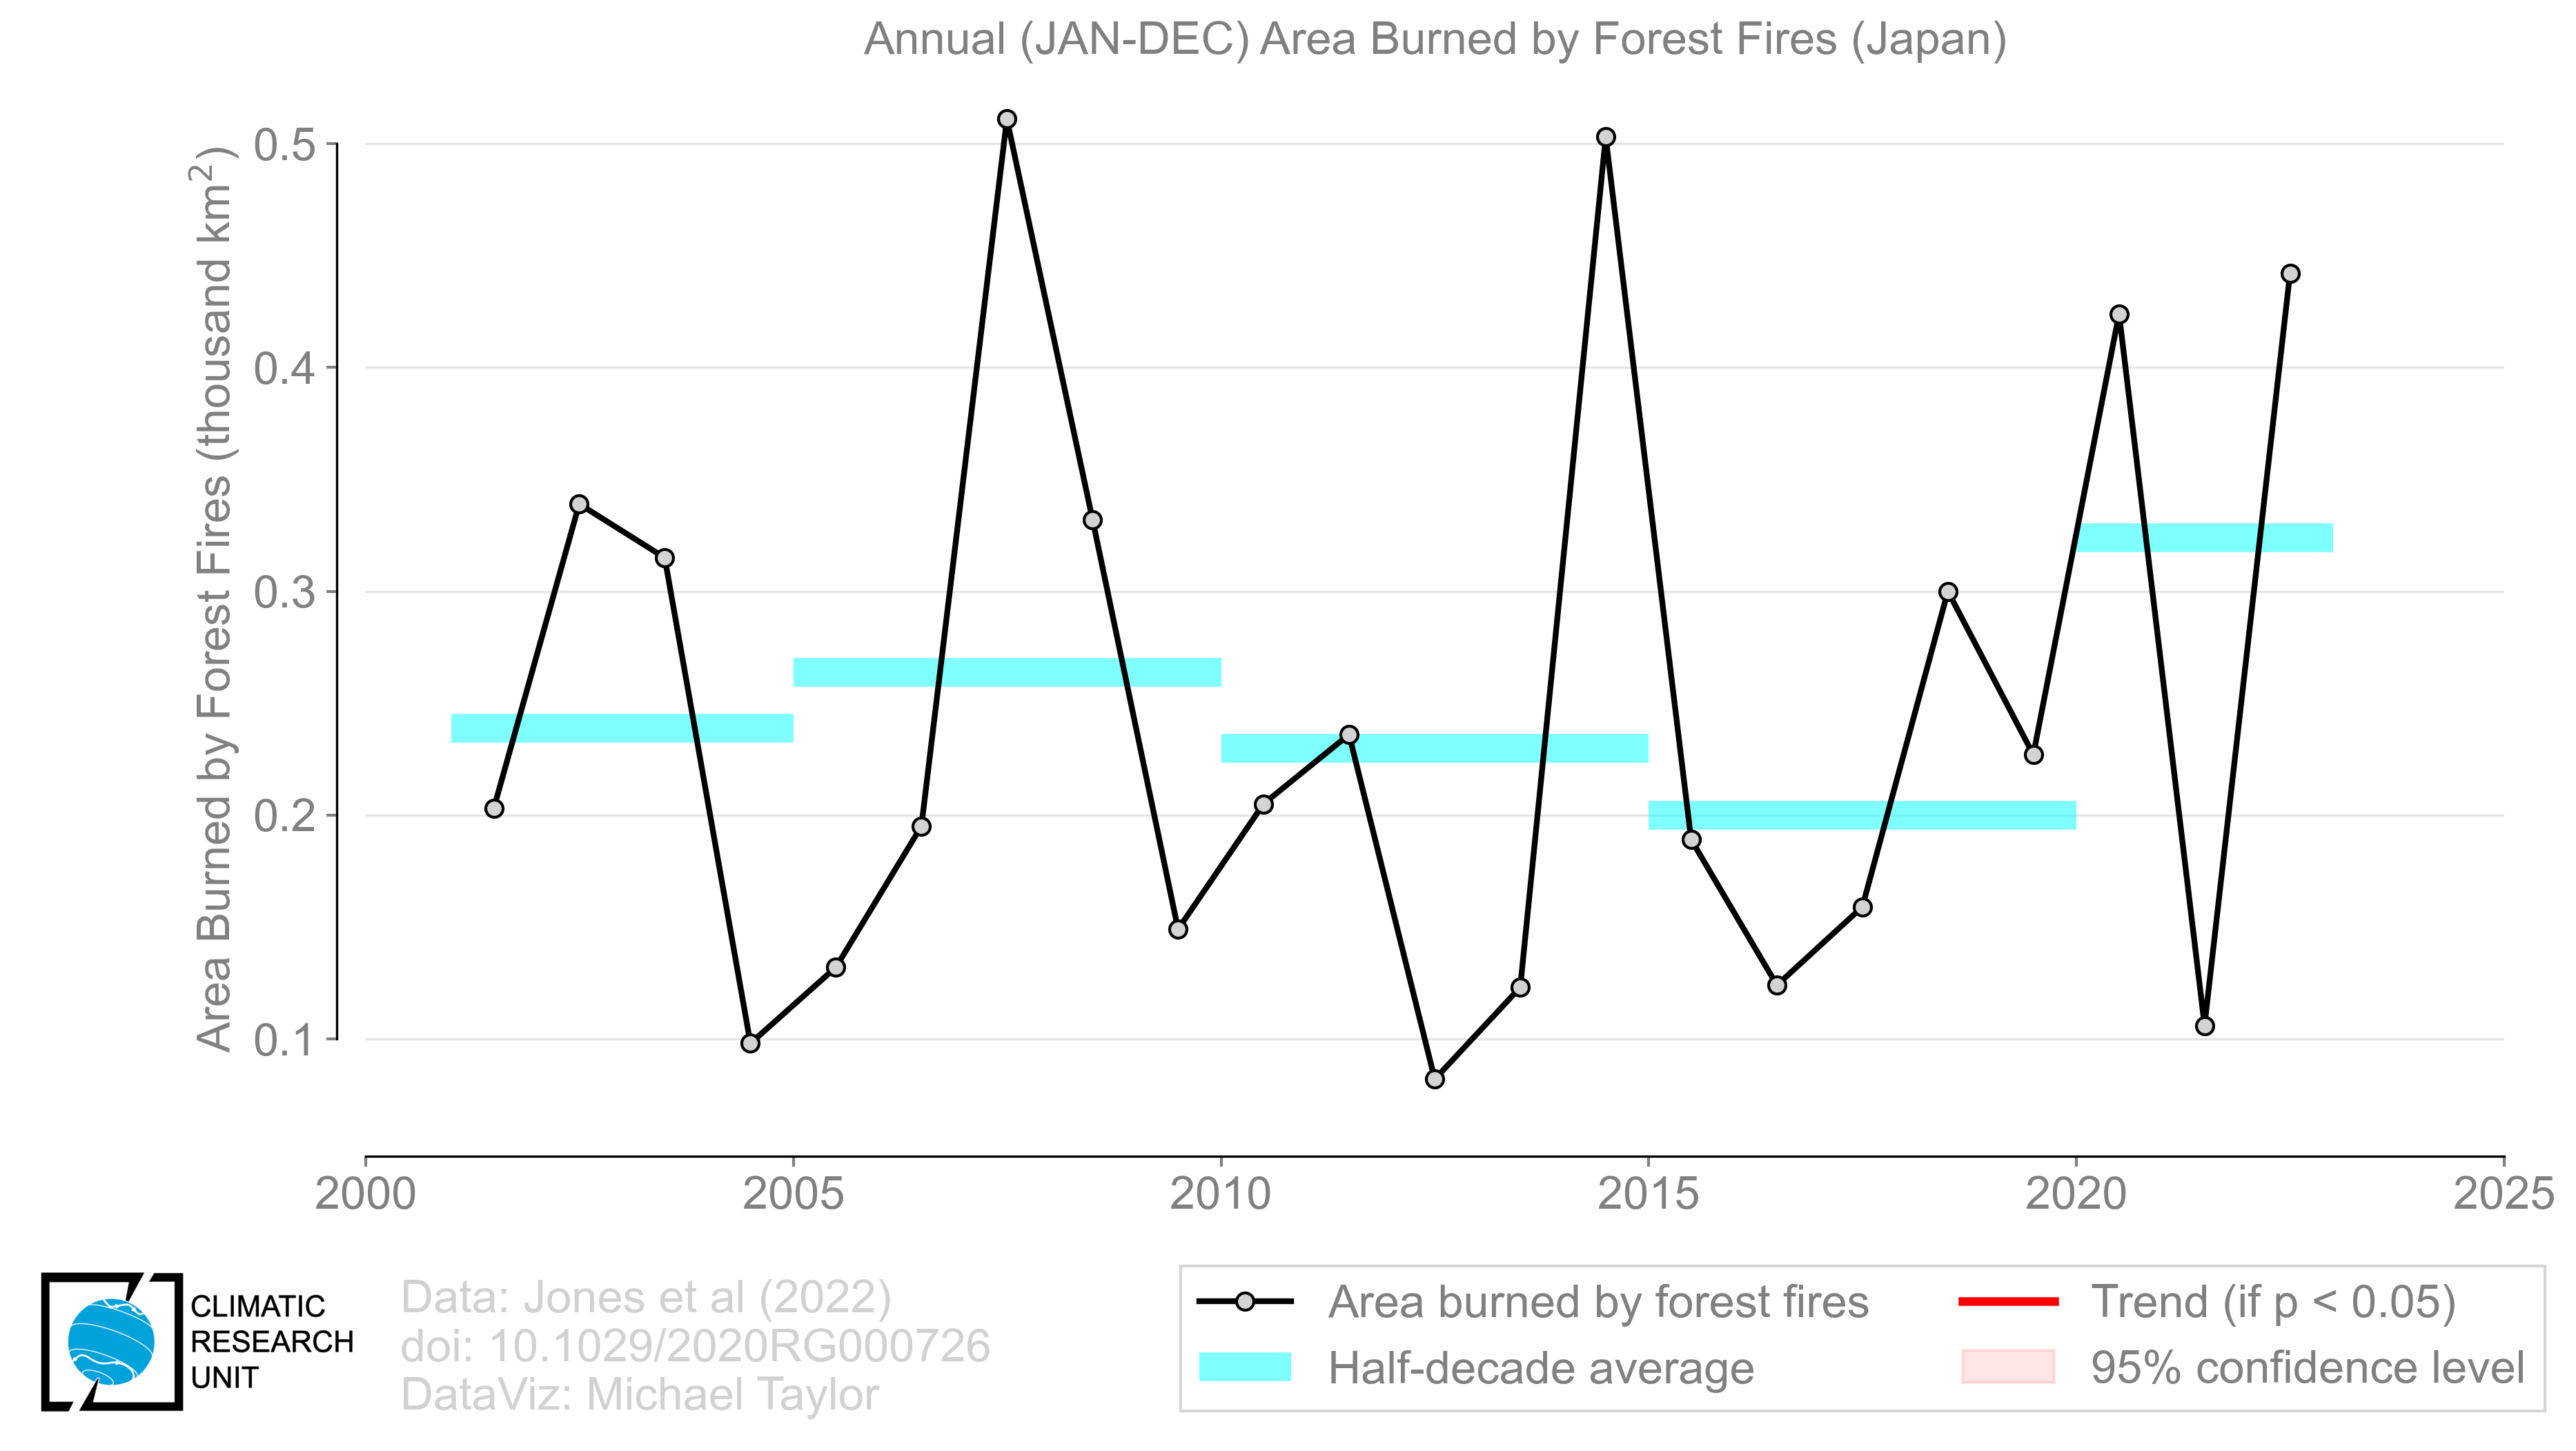 Annual (JAN-DEC) Area Burned by Forest Fires (Japan)
Area Burned by Forest Fires (thousand km²)
0.5
0.4
0.3
0.2
0.1
2000 2005 2010 2015 2020 2025
CLIMATIC
RESEARCH
UNIT
Data: Jones et al (2022)
doi: 10.1029/2020RG000726
DataViz: Michael Taylor
Area burned by forest fires
Half-decade average
Trend (if p < 0.05)
95% confidence level